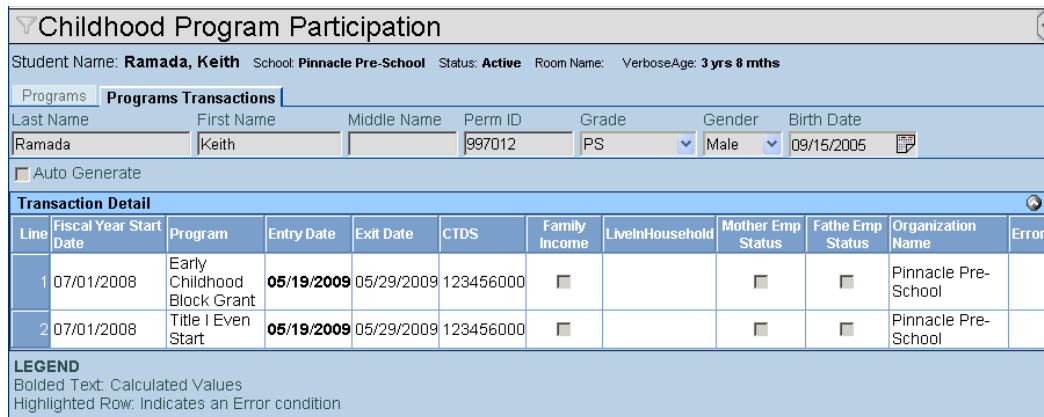 Childhood Program Participation
Student Name: Ramada, Keith School: Pinnacle Pre-School Status: Active Room Name: VerboseAge: 3 yrs 8 mths
Programs Programs Transactions
Last Name First Name Middle Name Perm ID Grade Gender Birth Date
Ramada Keith 997012 PS Male 09/15/2005
Auto Generate
Transaction Detail
Line Fiscal Year Start Date Program Entry Date Exit Date CTDS Family Income LiveInHousehold Mother Emp Status Fathe Emp Status Organization Name Error
1 07/01/2008 Early Childhood Block Grant 05/19/2009 05/29/2009 123456000 Pinnacle Pre-School
2 07/01/2008 Title I Even Start 05/19/2009 05/29/2009 123456000 Pinnacle Pre-School
LEGEND
Bolded Text: Calculated Values
Highlighted Row: Indicates an Error condition